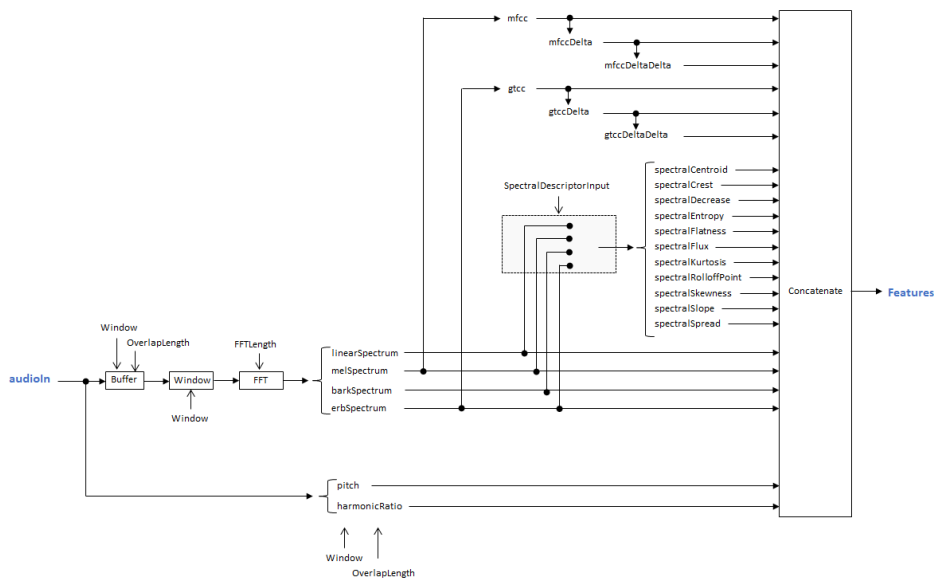 mfcc
mfccDelta
mfccDeltaDelta
gtcc
gtccDelta
gtccDeltaDelta
SpectralDescriptorInput
spectralCentroid
spectralCrest
spectralDecrease
spectralEntropy
spectralFlatness
spectralFlux
spectralKurtosis
spectralRolloffPoint
spectralSkewness
spectralSlope
spectralSpread
Concatenate
Features
Window
OverlapLength
FFTLength
audioIn
Buffer
Window
FFT
Window
linearSpectrum
melSpectrum
barkSpectrum
erbSpectrum
pitch
harmonicRatio
Window
OverlapLength